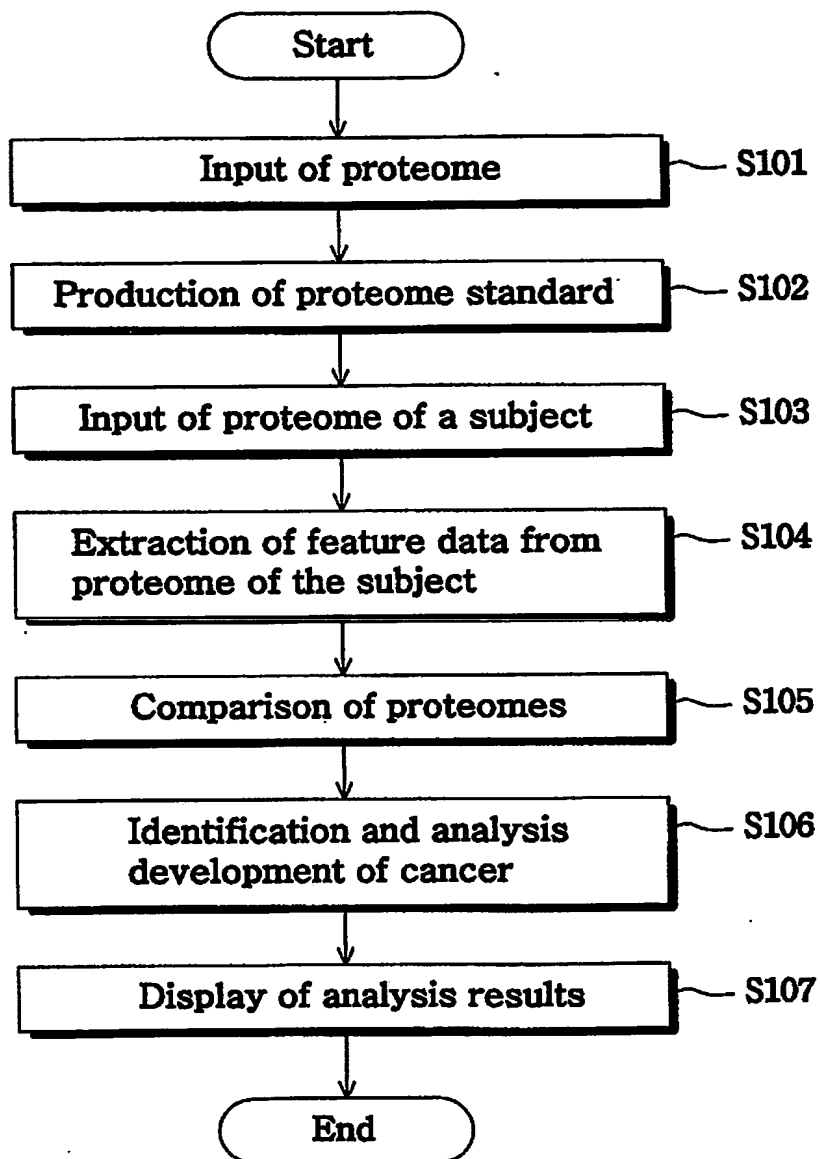 Start
Input of proteome
S101
Production of proteome standard
S102
Input of proteome of a subject
S103
Extraction of feature data from
proteome of the subject
S104
Comparison of proteomes
S105
Identification and analysis
development of cancer
S106
Display of analysis results
S107
End